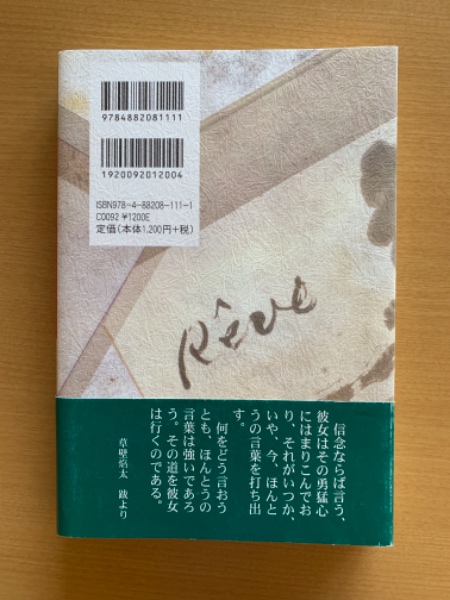 9784882081111
1920092012004
ISBN978-4-88208-111-1
C0092 ¥1200E
定価(本体1,200円+税)
Rêve
信念ならば言う、
彼女はその勇猛心
にはまりこんでお
り、それがいつか、
いや、今、ほんと
うの言葉を打ち出
す。
何をどう言おう
とも、ほんとうの
言葉は強いであろ
う。その道を彼女
は行くのである。
草壁焔太 跋より